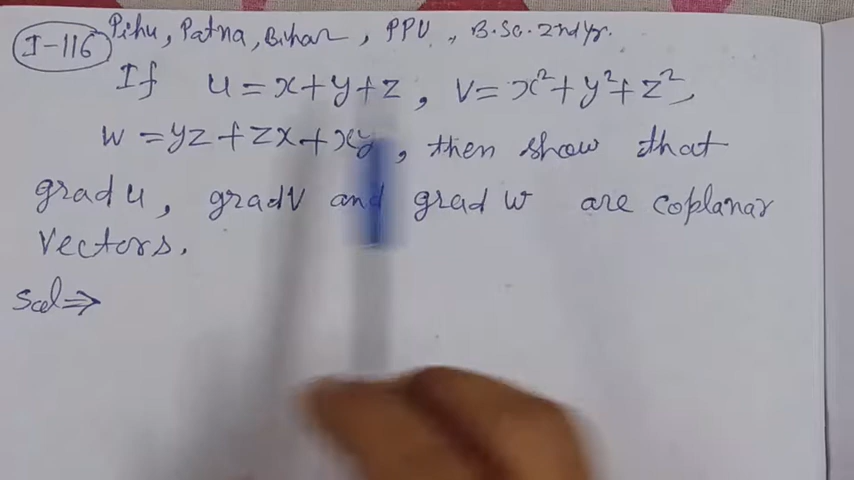 I-116 Pihu, Patna, Bihar, PPU, B.Sc. 2nd yr.
If u = x+y+z, v = x²+y²+z²,
w = yz+zx+xy, then show that
grad u, grad v and grad w are coplanar
vectors.
Sol⇒